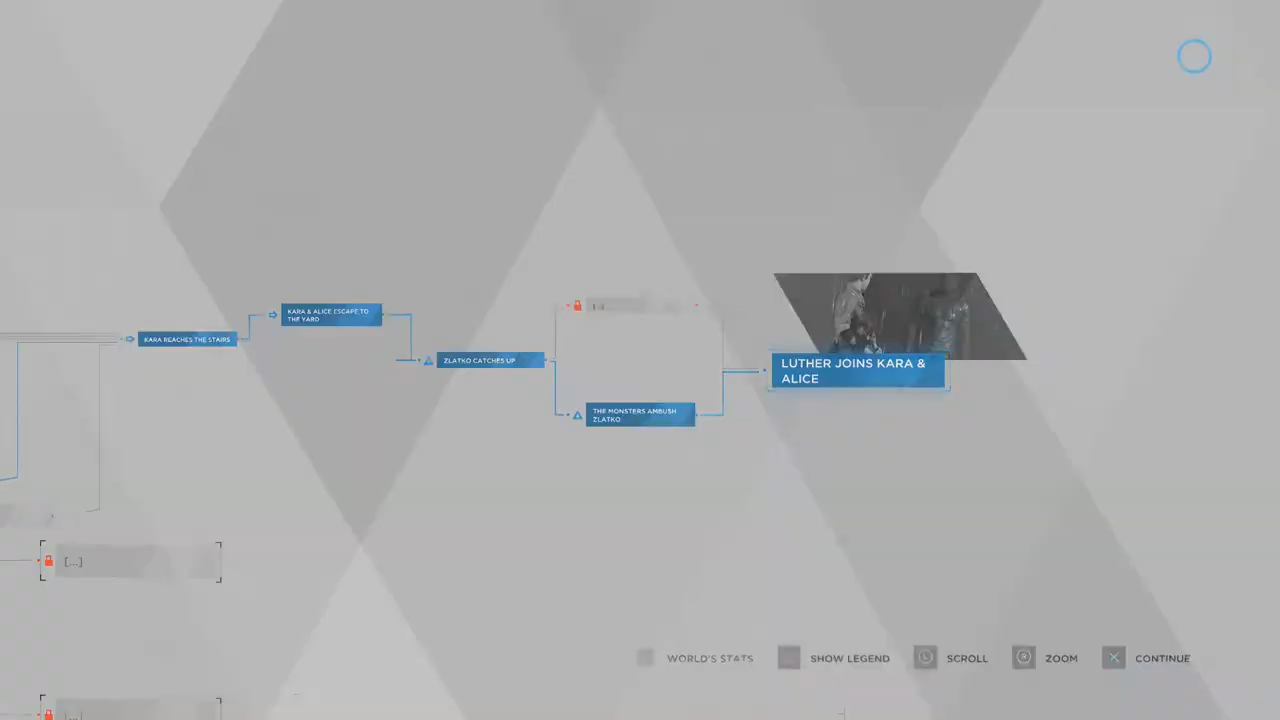 KARA REACHES THE STAIRS
KARA & ALICE ESCAPE TO
THE YARD
ZLATKO CATCHES UP
THE MONSTERS AMBUSH
ZLATKO
LUTHER JOINS KARA &
ALICE
[...]
[...]
WORLD'S STATS
SHOW LEGEND
L
SCROLL
R
ZOOM
CONTINUE